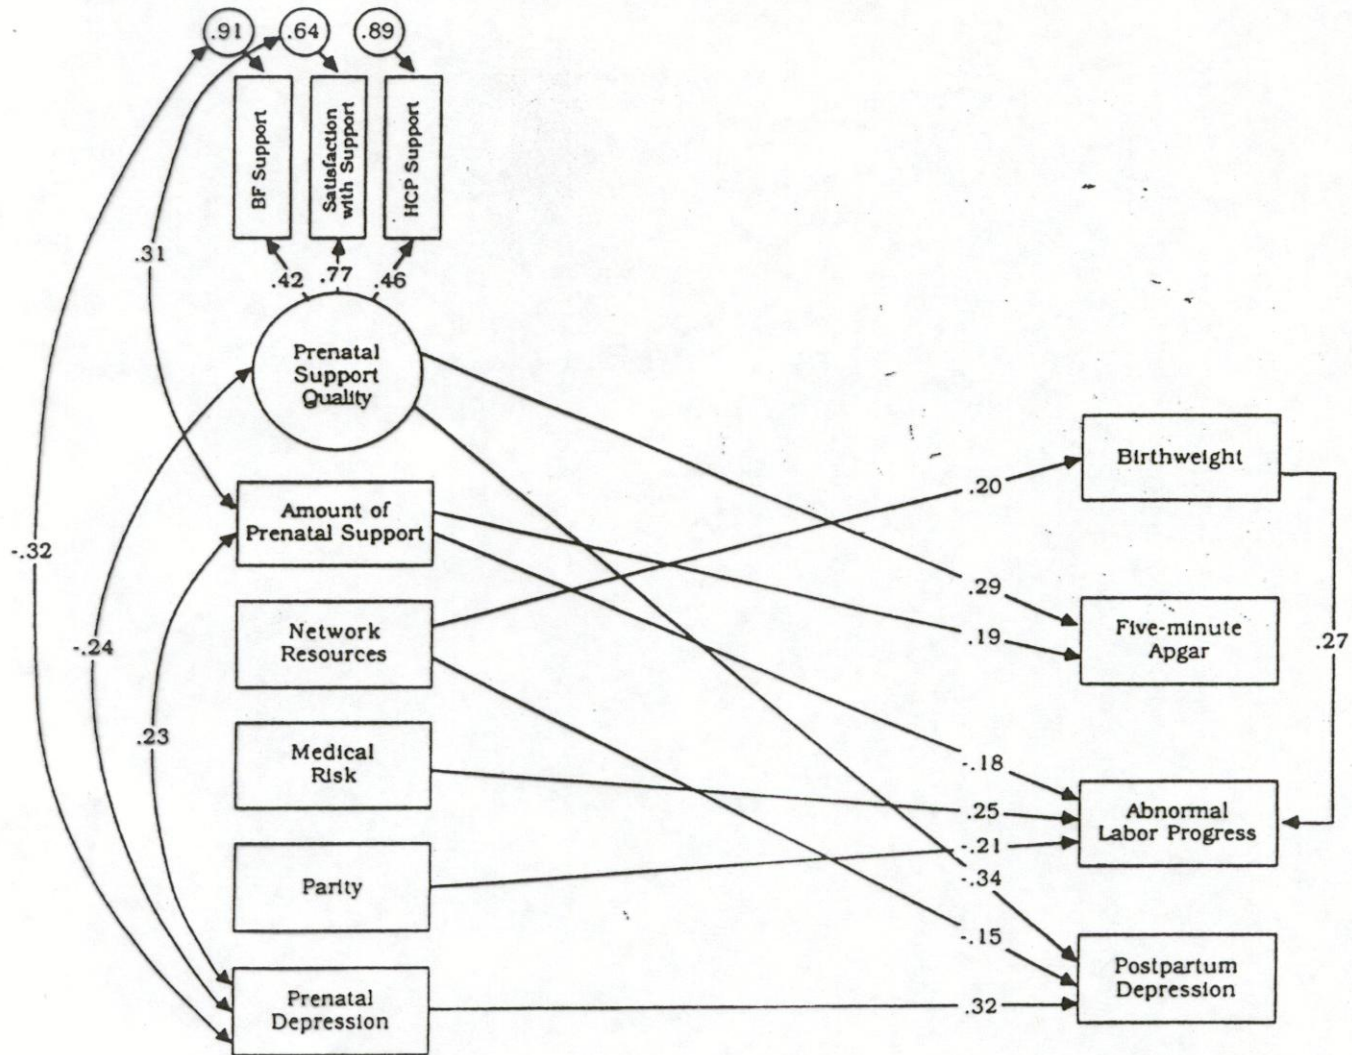 .91
.64
.89
BF Support
Satisfaction
with Support
HCP Support
.31
.42
.77
.46
Prenatal
Support
Quality
Birthweight
.20
Amount of
Prenatal Support
-.32
.29
Five-minute
Apgar
.19
.27
Network
Resources
-.24
.23
Medical
Risk
-.18
.25
Abnormal
Labor Progress
-.21
Parity
-.34
-.15
Postpartum
Depression
Prenatal
Depression
.32